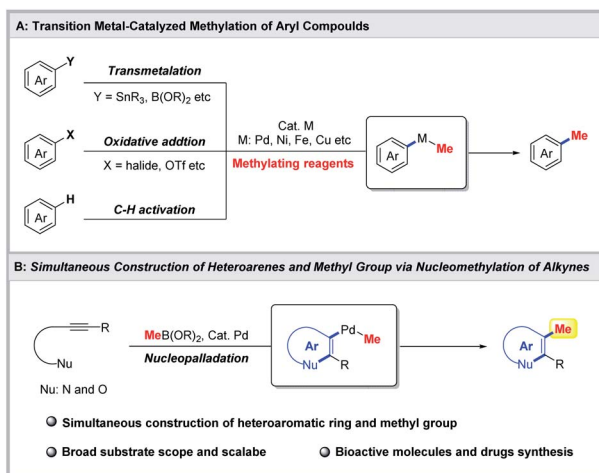 A: Transition Metal-Catalyzed Methylation of Aryl Compoulds
Y
Ar
Transmetalation
Y = SnR3, B(OR)2 etc
X
Ar
Oxidative addtion
X = halide, OTf etc
H
Ar
C-H activation
Cat. M
M: Pd, Ni, Fe, Cu etc
Methylating reagents
M
Me
Ar
Me
Ar
B: Simultaneous Construction of Heteroarenes and Methyl Group via Nucleomethylation of Alkynes
R
Nu
Nu: N and O
MeB(OR)2, Cat. Pd
Nucleopalladation
Pd
Me
Ar
Nu
R
Me
Ar
Nu
R
Simultaneous construction of heteroaromatic ring and methyl group
Broad substrate scope and scalabe
Bioactive molecules and drugs synthesis